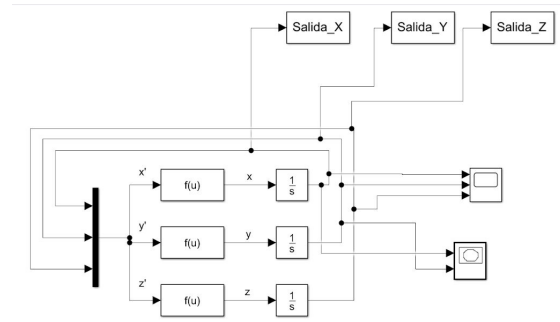 Salida_X
Salida_Y
Salida_Z
x'
f(u)
x
1
s
y'
f(u)
y
1
s
z'
f(u)
z
1
s